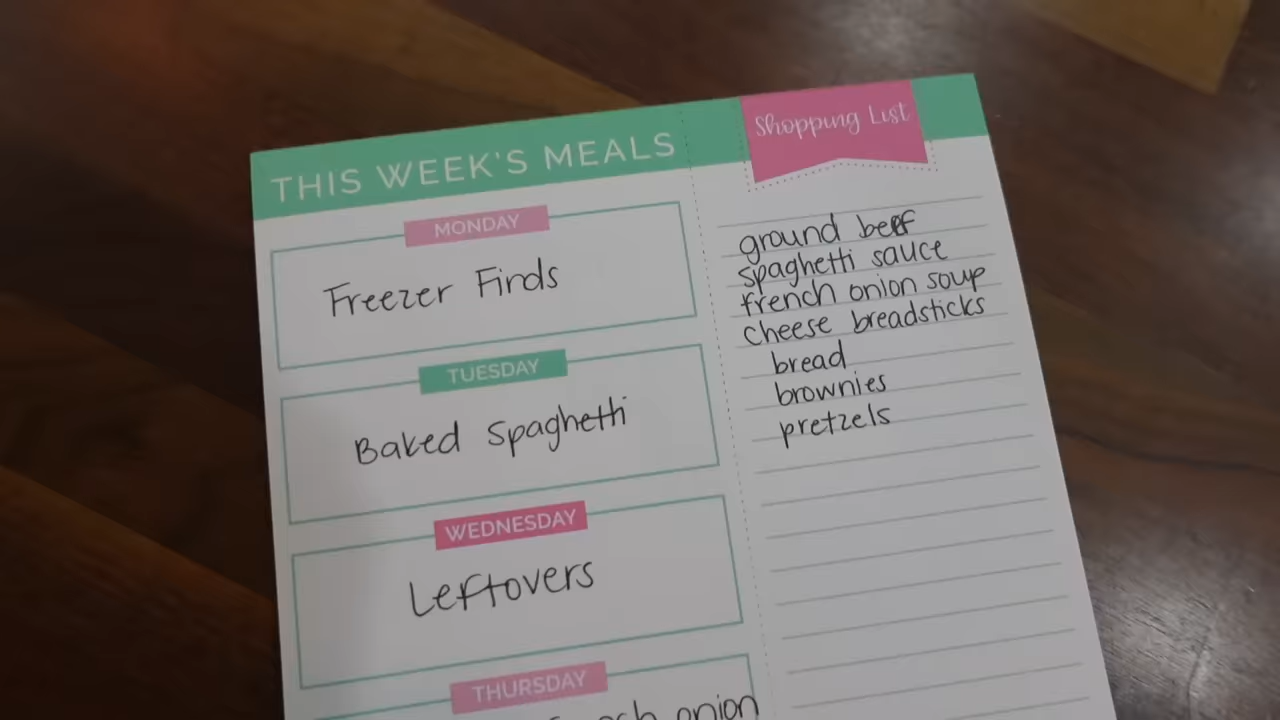 THIS WEEK'S MEALS
MONDAY
Freezer Finds
TUESDAY
Baked Spaghetti
WEDNESDAY
Leftovers
THURSDAY
onion
Shopping List
ground beef
spaghetti sauce
french onion soup
cheese breadsticks
bread
brownies
pretzels